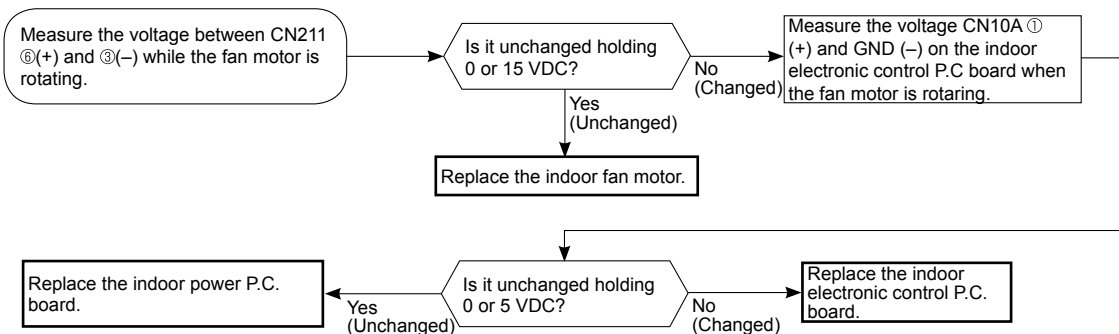 Measure the voltage between CN211
⑥(+) and ③(–) while the fan motor is
rotating.
Is it unchanged holding
0 or 15 VDC?
No
(Changed)
Measure the voltage CN10A ①
(+) and GND (–) on the indoor
electronic control P.C board when
the fan motor is rotaring.
Yes
(Unchanged)
Replace the indoor fan motor.
Is it unchanged holding
0 or 5 VDC?
Yes
(Unchanged)
Replace the indoor power P.C.
board.
No
(Changed)
Replace the indoor
electronic control P.C.
board.